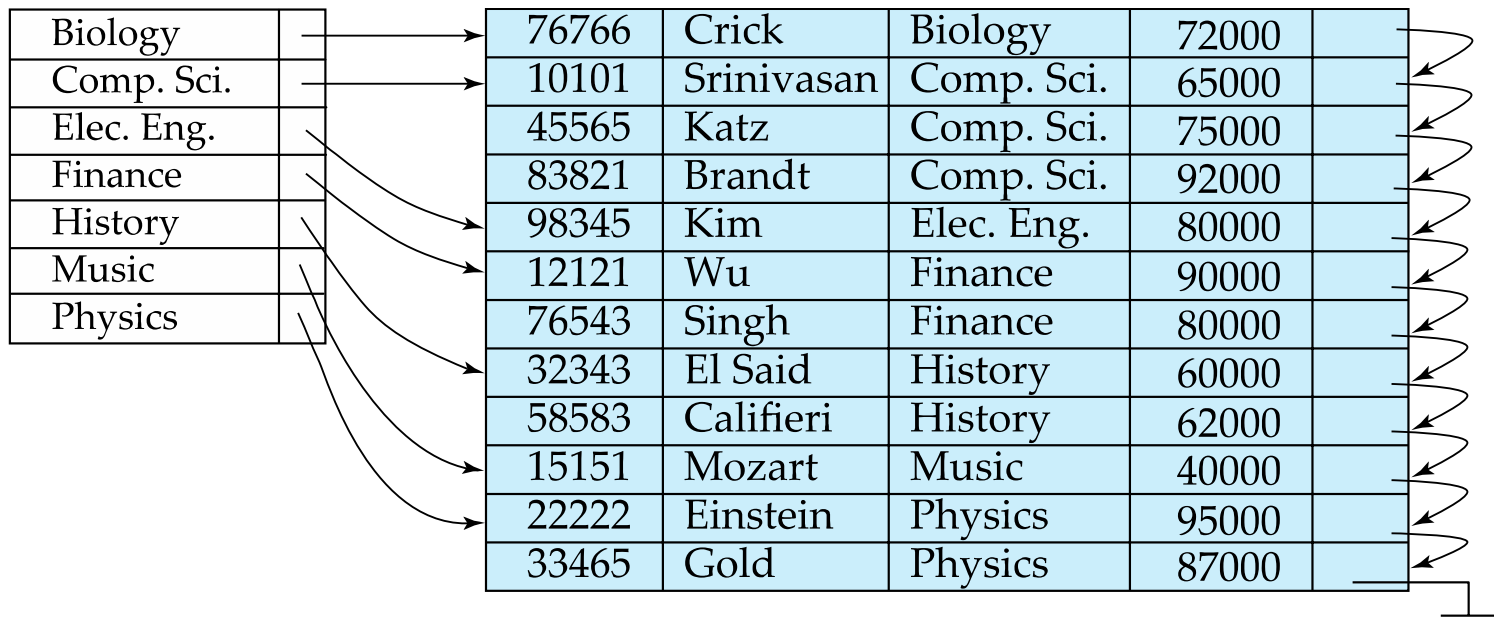 Biology
Comp. Sci.
Elec. Eng.
Finance
History
Music
Physics
76766 Crick Biology 72000
10101 Srinivasan Comp. Sci. 65000
45565 Katz Comp. Sci. 75000
83821 Brandt Comp. Sci. 92000
98345 Kim Elec. Eng. 80000
12121 Wu Finance 90000
76543 Singh Finance 80000
32343 El Said History 60000
58583 Califieri History 62000
15151 Mozart Music 40000
22222 Einstein Physics 95000
33465 Gold Physics 87000